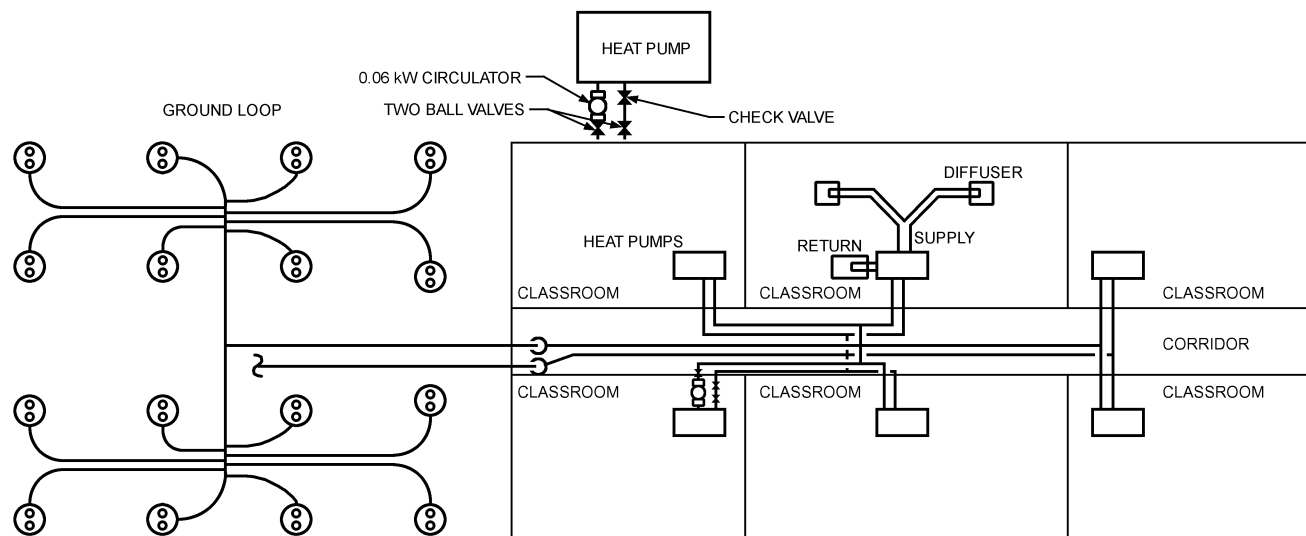 HEAT PUMP
0.06 kW CIRCULATOR
GROUND LOOP
TWO BALL VALVES
CHECK VALVE
DIFFUSER
HEAT PUMPS
RETURN
SUPPLY
CLASSROOM
CLASSROOM
CLASSROOM
CORRIDOR
CLASSROOM
CLASSROOM
CLASSROOM